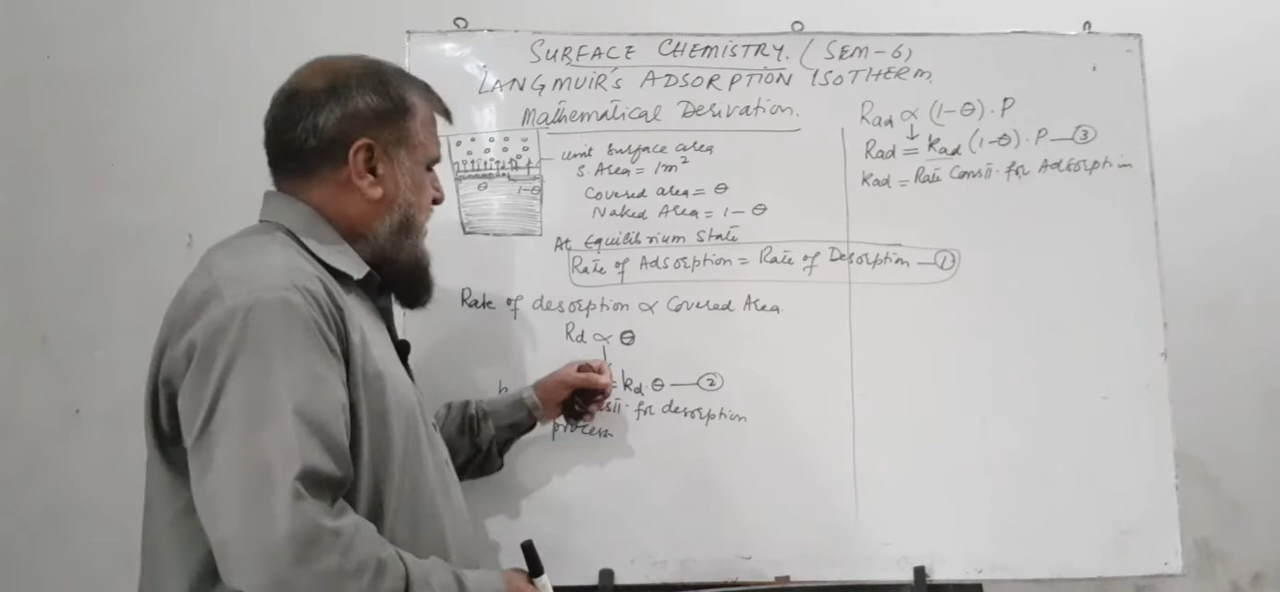 SURFACE CHEMISTRY. (SEM-6)
LANGMUIR'S ADSORPTION ISOTHERM.
Mathematical Derivation.
unit surface area
S. Area = 1m²
Covered area = θ
Naked Area = 1 - θ
θ 1-θ
At Equilibrium State
Rate of Adsorption = Rate of Desorption — ①
Rate of desorption ∝ Covered Area
Rd ∝ θ
= kd.θ — ②
for desorption
process
Rad ∝ (1-θ).P
↓
Rad = kad (1-θ).P — ③
kad = Rate Constt. for Adsorption